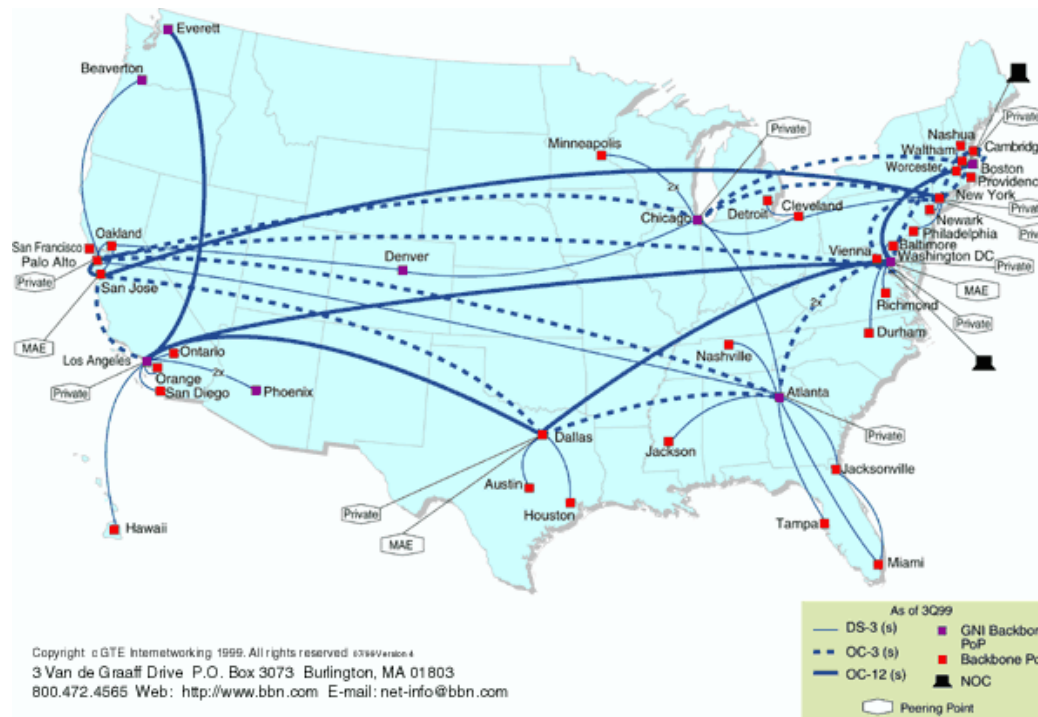 Everett
Beaverton
Minneapolis
Private
Nashua
Private
Waltham
Cambridg
Worcester
Boston
Providenc
2x
Chicago
Detroit
Cleveland
New York
Private
Newark
Philadelphia
Priv
Oakland
San Francisco
Palo Alto
Private
San Jose
Denver
Vienna
Baltimore
Washington DC
Private
MAE
Richmond
2x
Private
Durham
MAE
Los Angeles
Ontario
Orange
2x
San Diego
Phoenix
Private
Nashville
Atlanta
Private
Dallas
Jackson
Jacksonville
Austin
Houston
Private
MAE
Tampa
Miami
Hawaii
As of 3Q99
DS-3 (s)
GNI Backbon
PoP
OC-3 (s)
Backbone Po
OC-12 (s)
NOC
Peering Point
Copyright c GTE Internetworking 1999. All rights reserved
3 Van de Graaff Drive P.O. Box 3073 Burlington, MA 01803
800.472.4565 Web: http://www.bbn.com E-mail: net-info@bbn.com